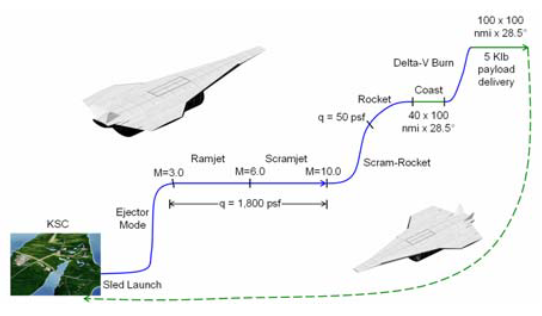 100 x 100
nmi x 28.5°
Delta-V Burn
5 Klb
payload
delivery
Rocket
Coast
q = 50 psf
40 x 100
nmi x 28.5°
Ramjet
Scramjet
Scram-Rocket
M=3.0
M=6.0
M=10.0
q = 1,800 psf
Ejector
Mode
KSC
Sled Launch